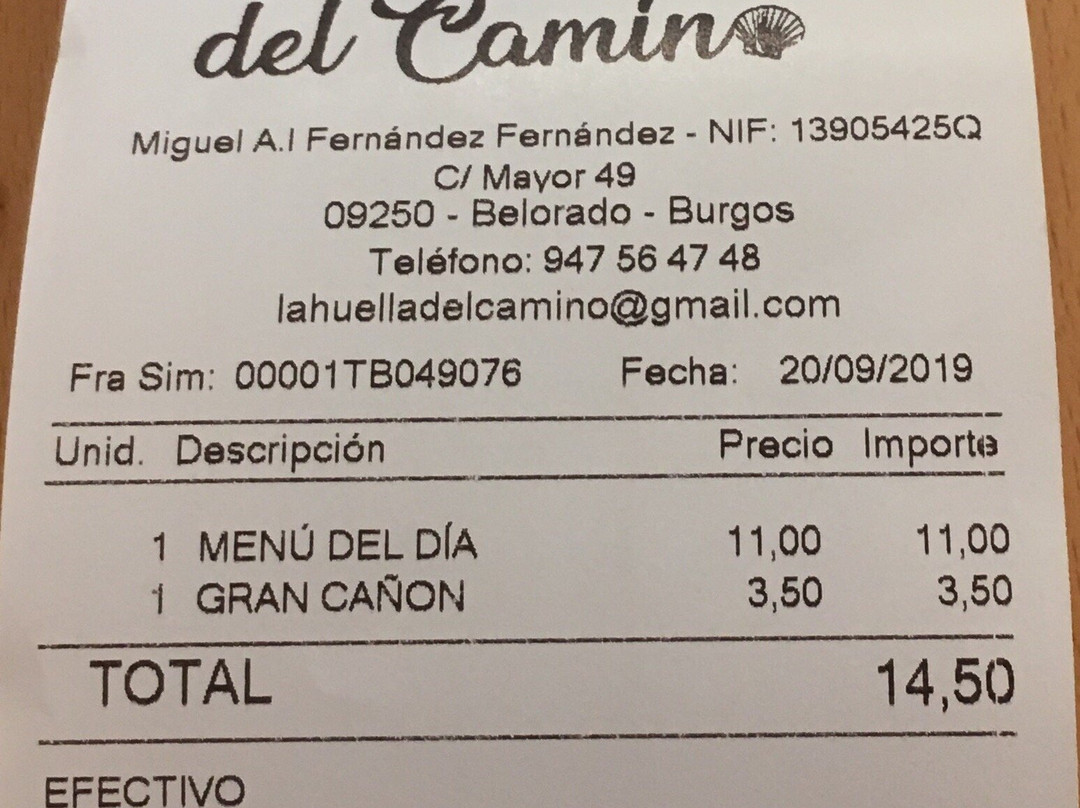 del Camino
Miguel A.I Fernández Fernández - NIF: 13905425Q
C/ Mayor 49
09250 - Belorado - Burgos
Teléfono: 947 56 47 48
lahuelladelcamino@gmail.com
Fra Sim: 00001TB049076 Fecha: 20/09/2019
Unid. Descripción Precio Importe
1 MENÚ DEL DÍA 11,00 11,00
1 GRAN CAÑON 3,50 3,50
TOTAL 14,50
EFECTIVO